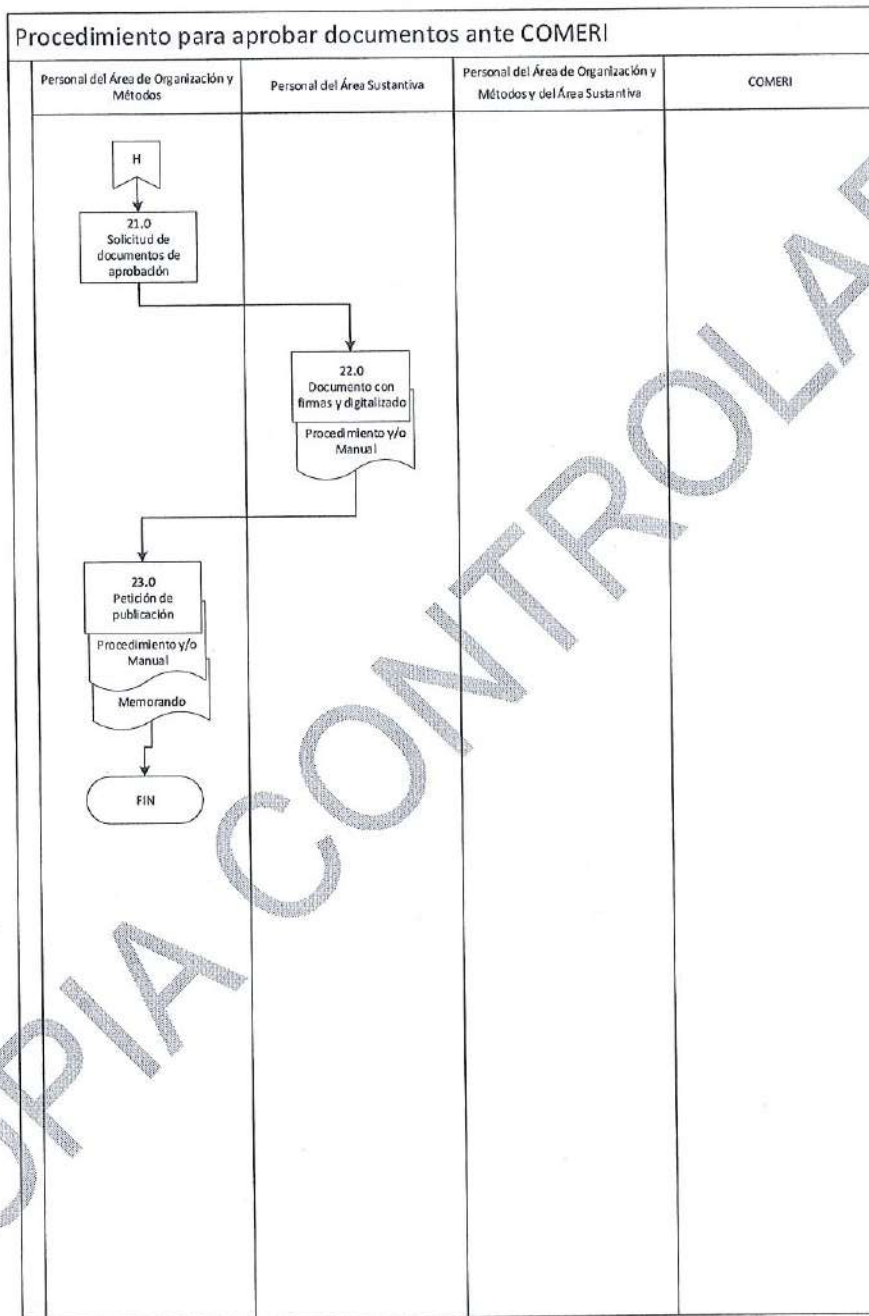 Procedimiento para aprobar documentos ante COMERI
Personal del Área de Organización y
Métodos
Personal del Área Sustantiva
Personal del Área de Organización y
Métodos y del Área Sustantiva
COMERI
H
21.0
Solicitud de
documentos de
aprobación
22.0
Documento con
firmas y digitalizado
Procedimiento y/o
Manual
23.0
Petición de
publicación
Procedimiento y/o
Manual
Memorando
FIN
OPIA CONTROLA